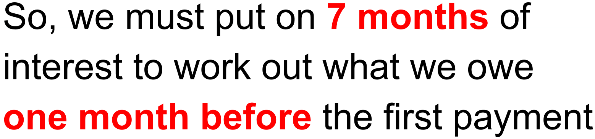 So, we must put on 7 months of
interest to work out what we owe
one month before the first payment